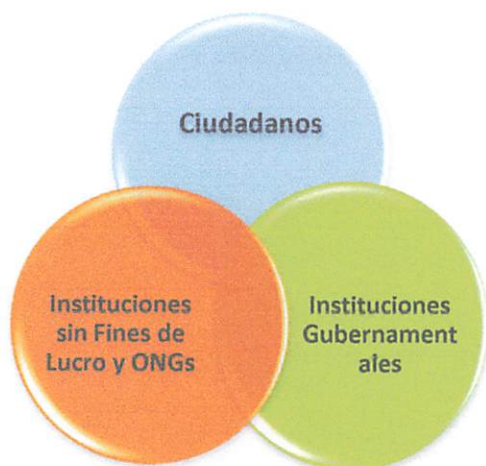 Ciudadanos
Instituciones
sin Fines de
Lucro y ONGs
Instituciones
Gubernament
ales